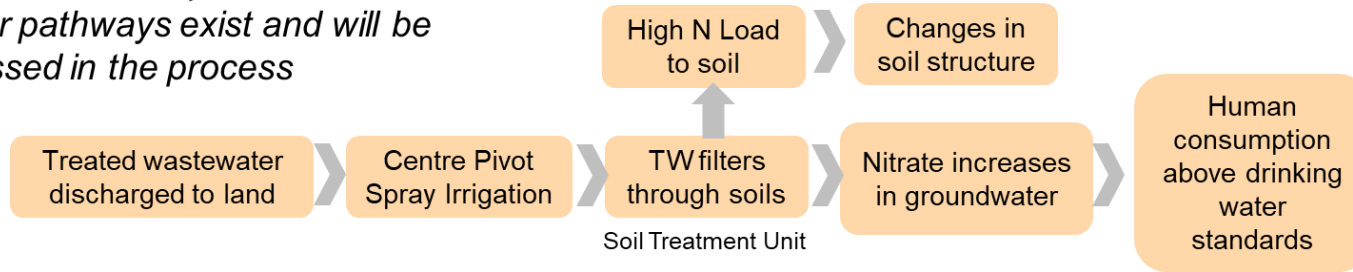 r pathways exist and will be
ssed in the process
High N Load
to soil
Changes in
soil structure
Treated wastewater
discharged to land
Centre Pivot
Spray Irrigation
TW filters
through soils
Nitrate increases
in groundwater
Human
consumption
above drinking
water
standards
Soil Treatment Unit